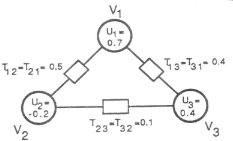 V1
U1=
0.7
T12=T21= 0.5
T13=T31= 0.4
U2=
-0.2
U3=
0.4
T23=T32=0.1
V2
V3